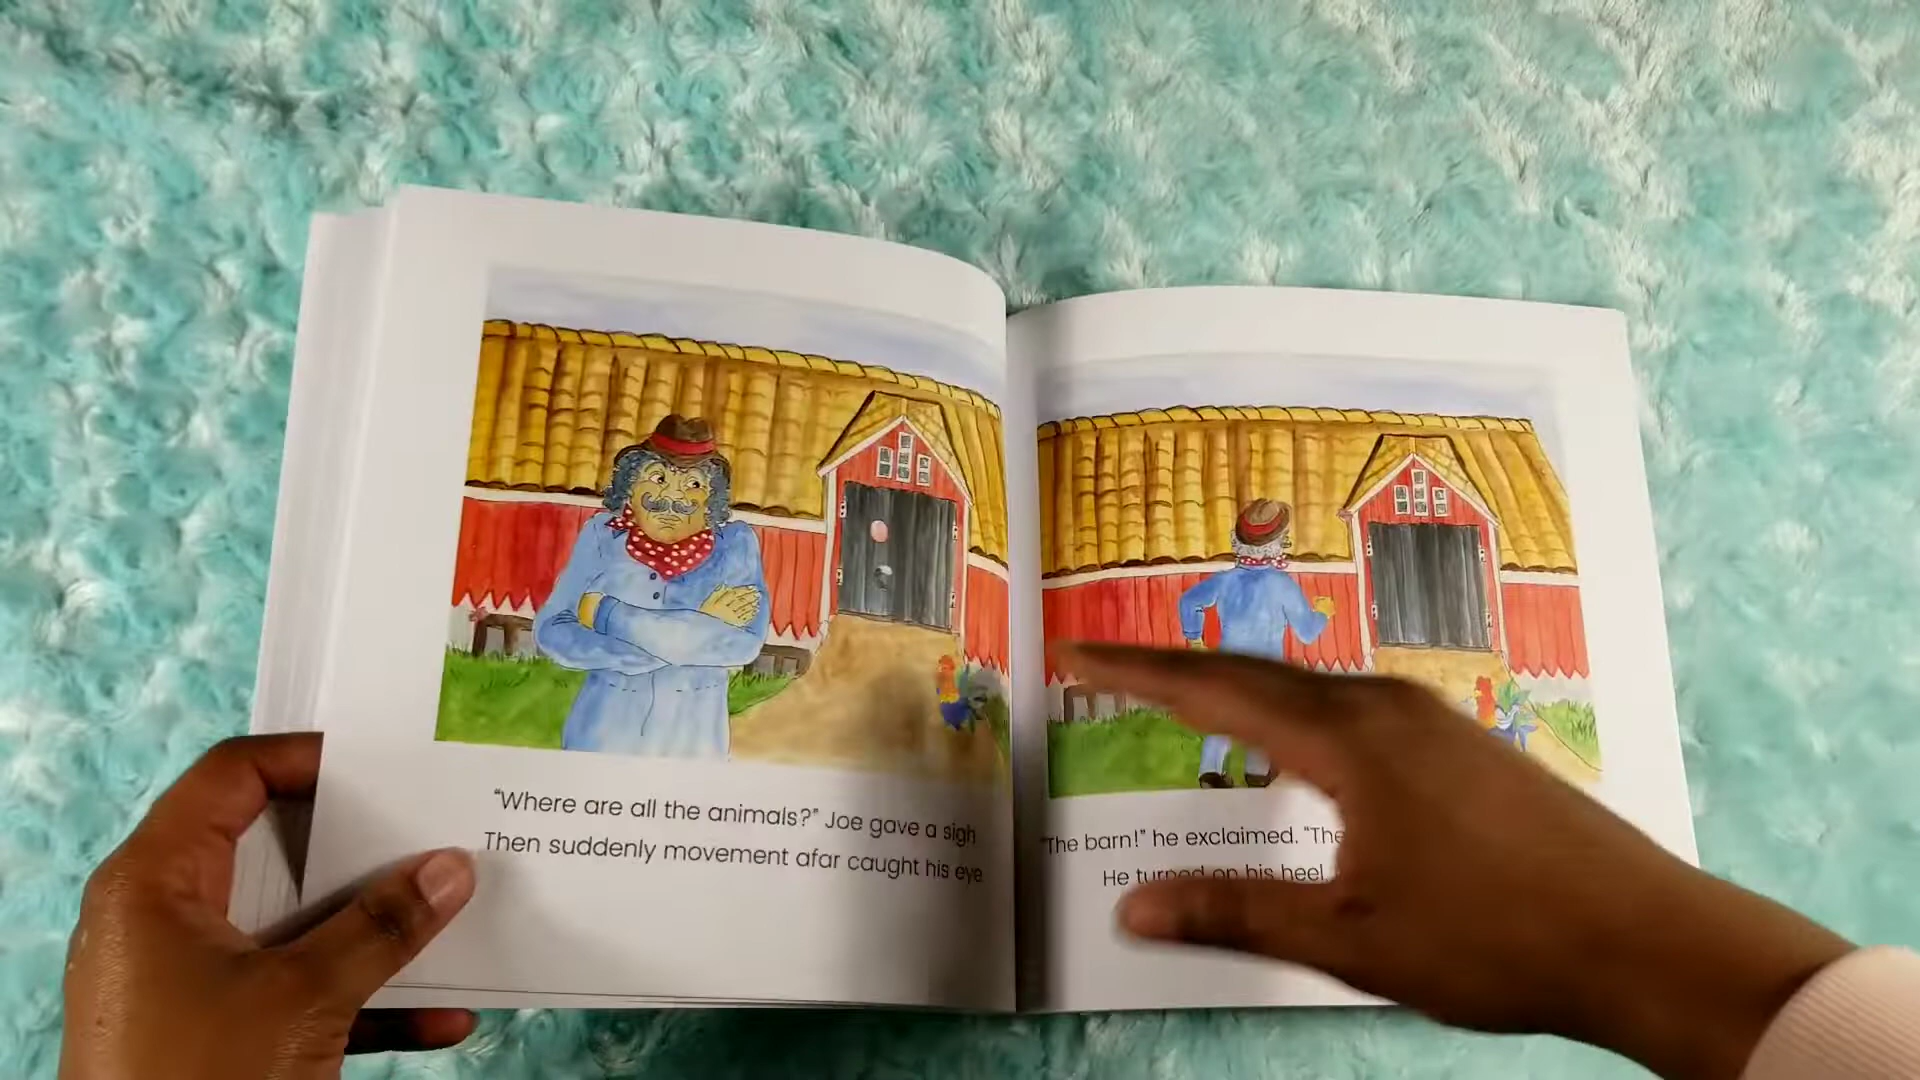 “Where are all the animals?” Joe gave a sigh
Then suddenly movement afar caught his eye
“The barn!” he exclaimed. “The
He turned on his heel,